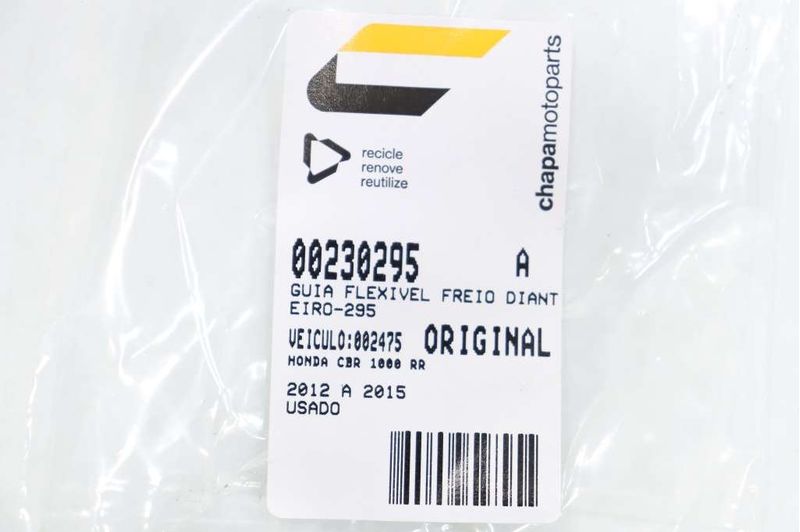 chapamotoparts
recicle
renove
reutilize
00230295 A
GUIA FLEXIVEL FREIO DIANT
EIRO-295
VEICULO:002475 ORIGINAL
HONDA CBR 1000 RR
2012 A 2015
USADO